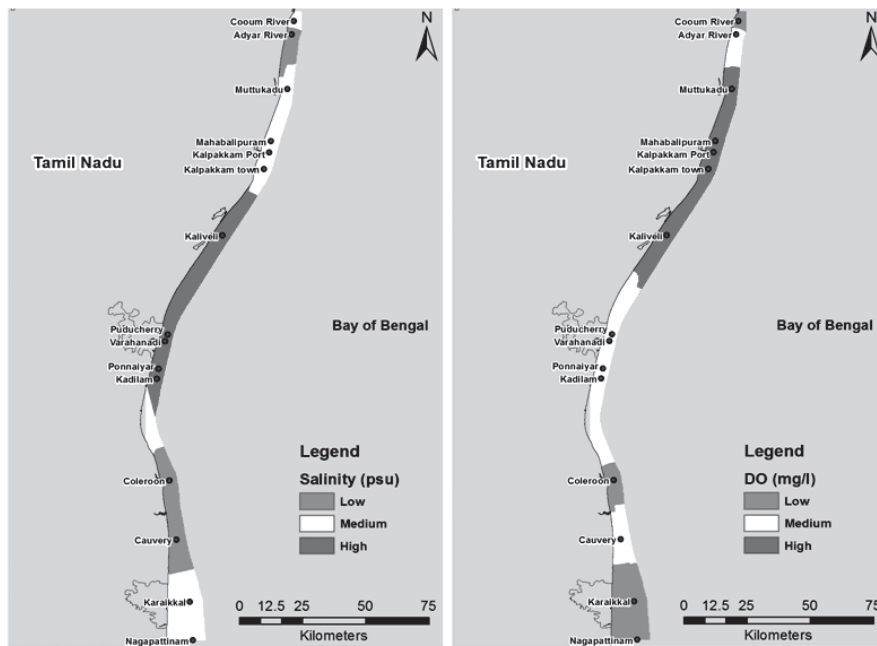 N
Cooum River
Adyar River
Muttukadu
Mahabalipuram
Kalpakkam Port
Tamil Nadu
Kalpakkam town
Kaliveli
Puducherry
Varahanadi
Bay of Bengal
Ponnaiyar
Kadilam
Legend
Salinity (psu)
Coleroon
Low
Medium
Cauvery
High
Karaikkal
0 12.5 25 50 75
Kilometers
Nagapattinam
N
Cooum River
Adyar River
Muttukadu
Mahabalipuram
Kalpakkam Port
Tamil Nadu
Kalpakkam town
Kaliveli
Puducherry
Varahanadi
Bay of Bengal
Ponnaiyar
Kadilam
Legend
DO (mg/l)
Coleroon
Low
Medium
Cauvery
High
Karaikkal
0 12.5 25 50 75
Kilometers
Nagapattinam